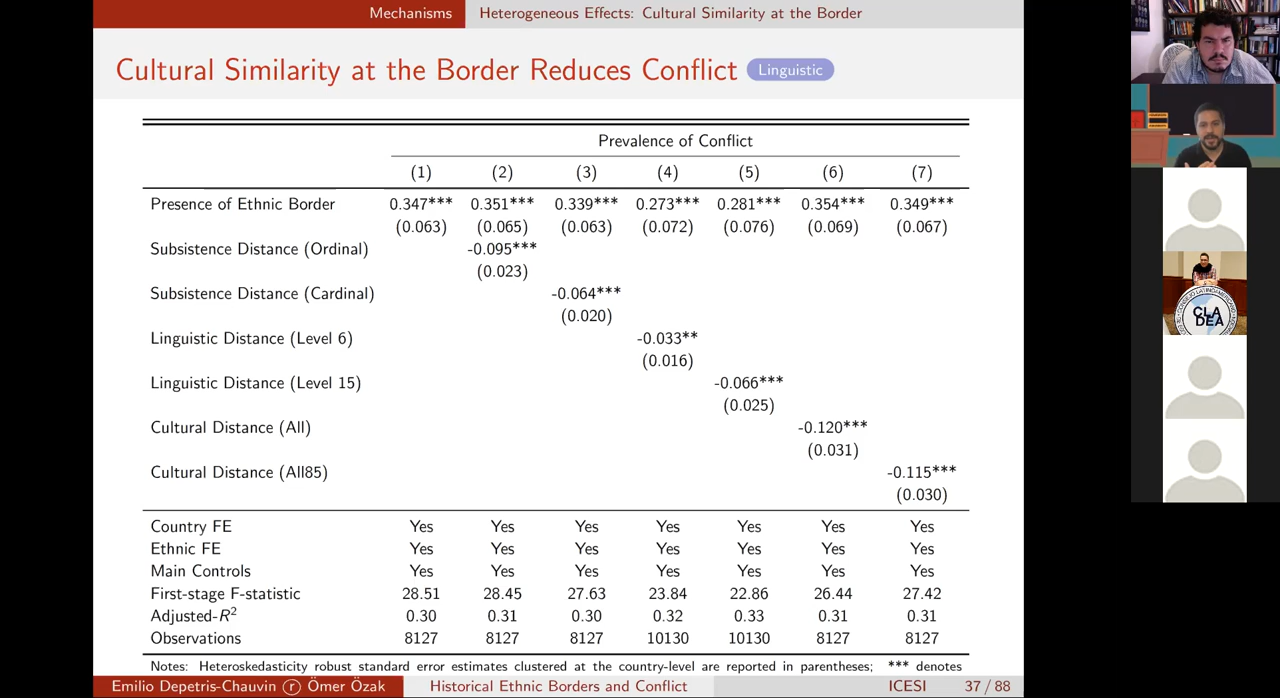 Mechanisms Heterogeneous Effects: Cultural Similarity at the Border
Cultural Similarity at the Border Reduces Conflict Linguistic
Prevalence of Conflict
(1) (2) (3) (4) (5) (6) (7)
Presence of Ethnic Border 0.347*** 0.351*** 0.339*** 0.273*** 0.281*** 0.354*** 0.349***
(0.063) (0.065) (0.063) (0.072) (0.076) (0.069) (0.067)
Subsistence Distance (Ordinal) -0.095***
(0.023)
Subsistence Distance (Cardinal) -0.064***
(0.020)
Linguistic Distance (Level 6) -0.033**
(0.016)
Linguistic Distance (Level 15) -0.066***
(0.025)
Cultural Distance (All) -0.120***
(0.031)
Cultural Distance (All85) -0.115***
(0.030)
Country FE Yes Yes Yes Yes Yes Yes Yes
Ethnic FE Yes Yes Yes Yes Yes Yes Yes
Main Controls Yes Yes Yes Yes Yes Yes Yes
First-stage F-statistic 28.51 28.45 27.63 23.84 22.86 26.44 27.42
Adjusted-R² 0.30 0.31 0.30 0.32 0.33 0.31 0.31
Observations 8127 8127 8127 10130 10130 8127 8127
Notes: Heteroskedasticity robust standard error estimates clustered at the country-level are reported in parentheses; *** denotes
Emilio Depetris-Chauvin ⓡ Ömer Özak Historical Ethnic Borders and Conflict ICESI 37 / 88
CLA
DEA